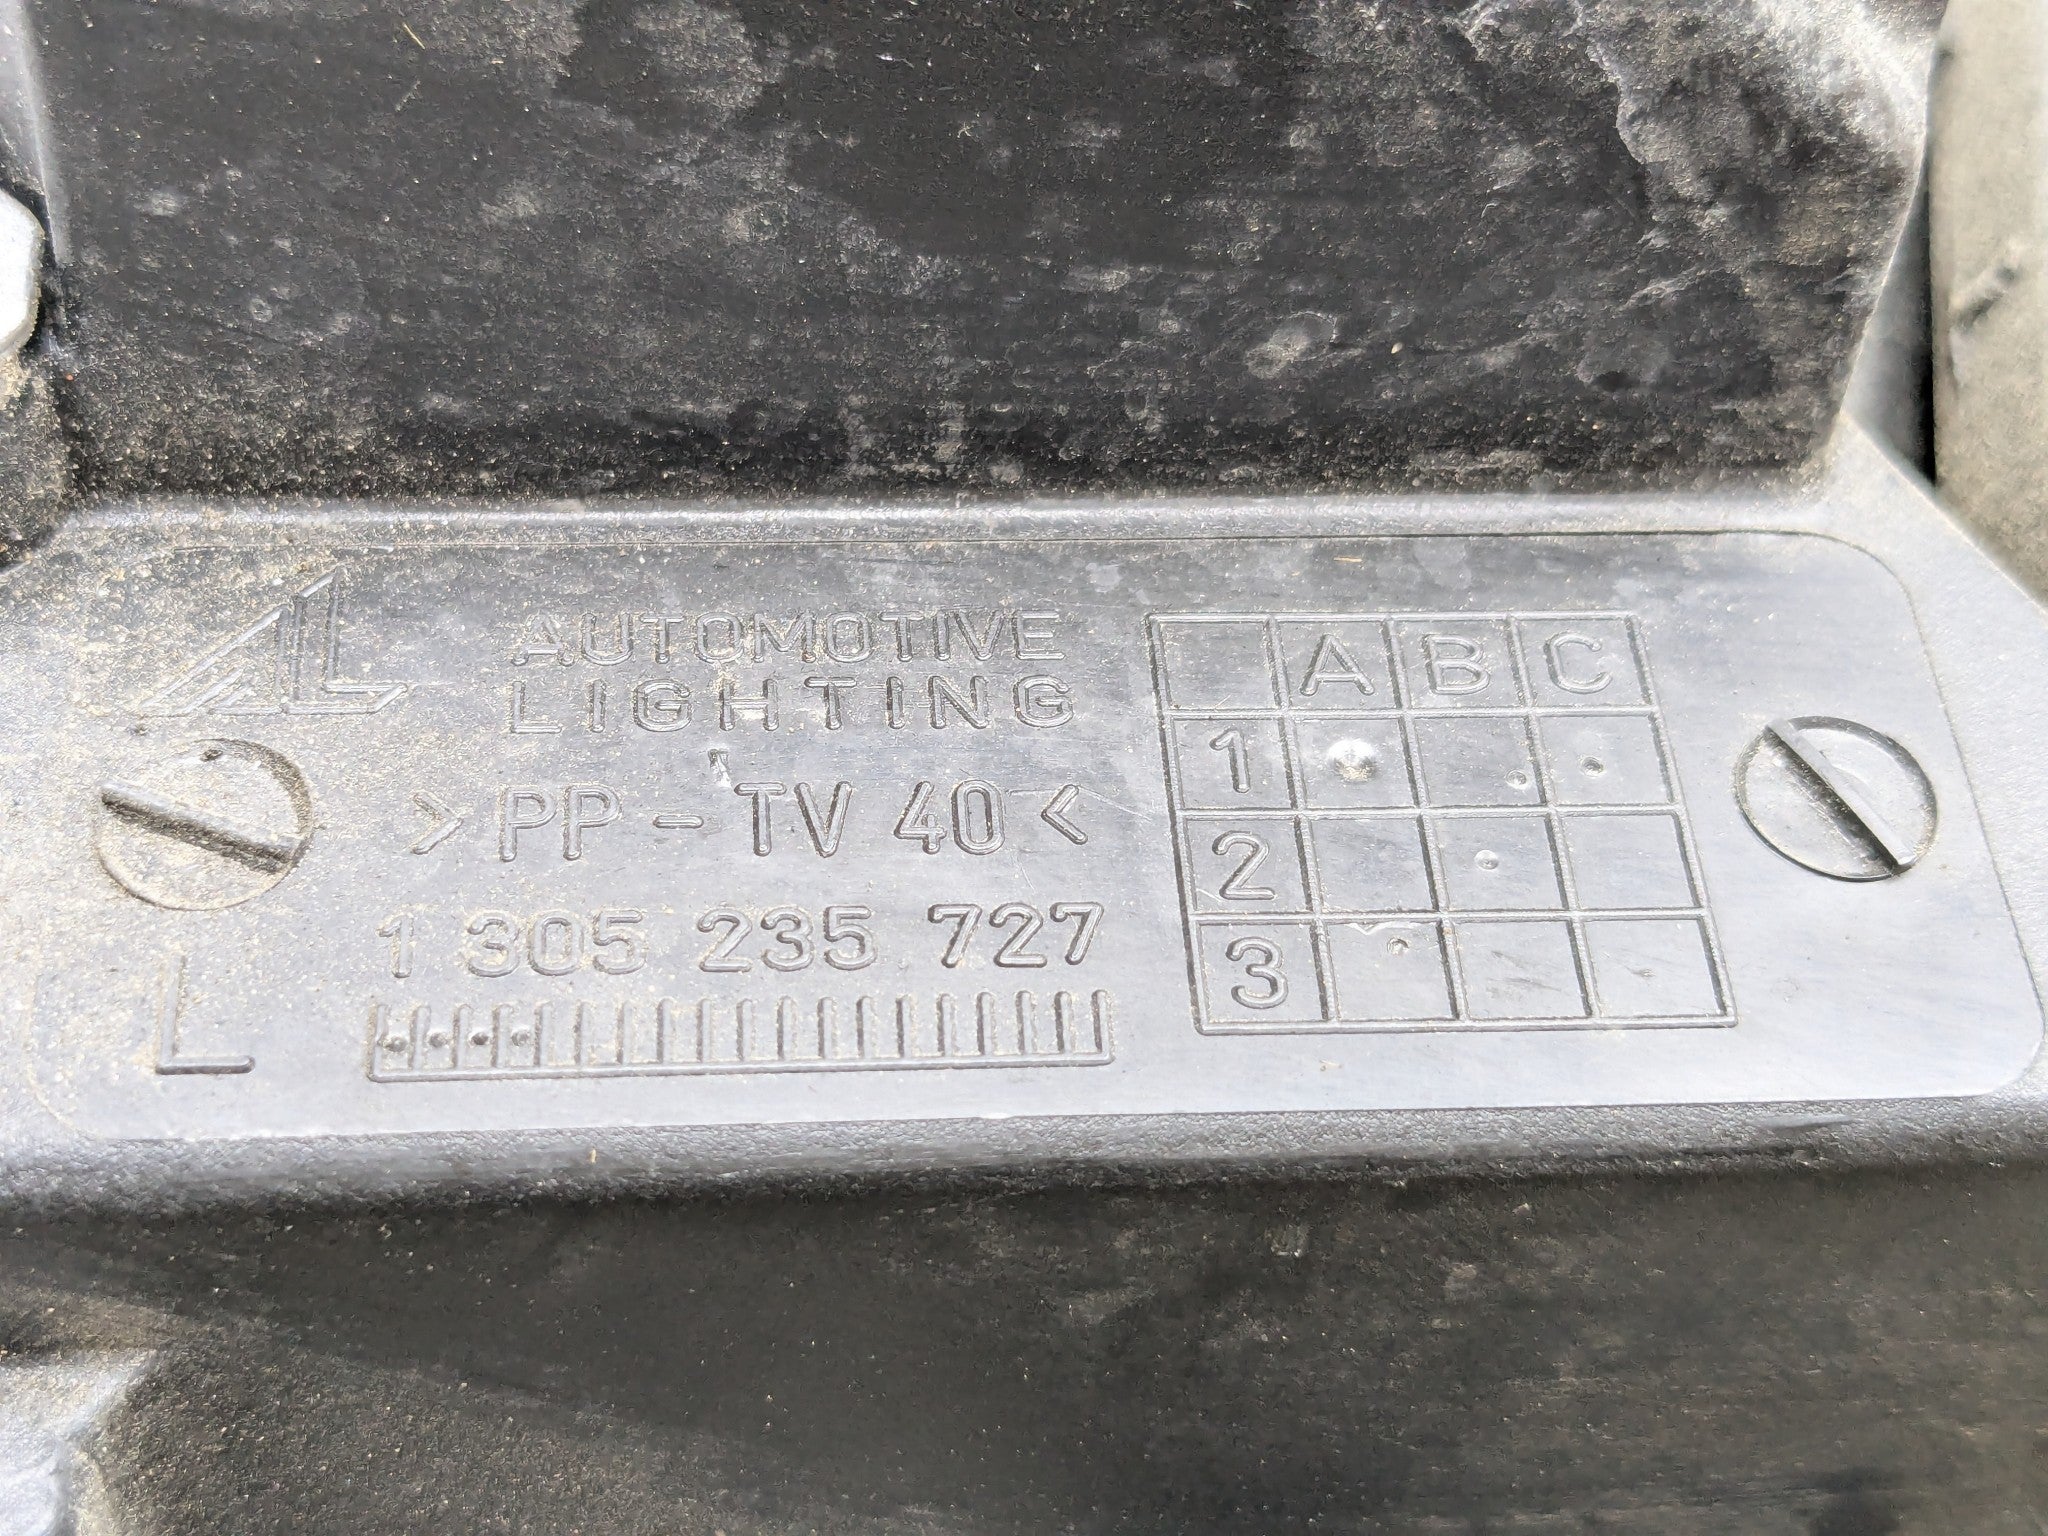 AL
AUTOMOTIVE
LIGHTING
>PP-TV 40<
1 305 235 727
L
A B C
1
2
3